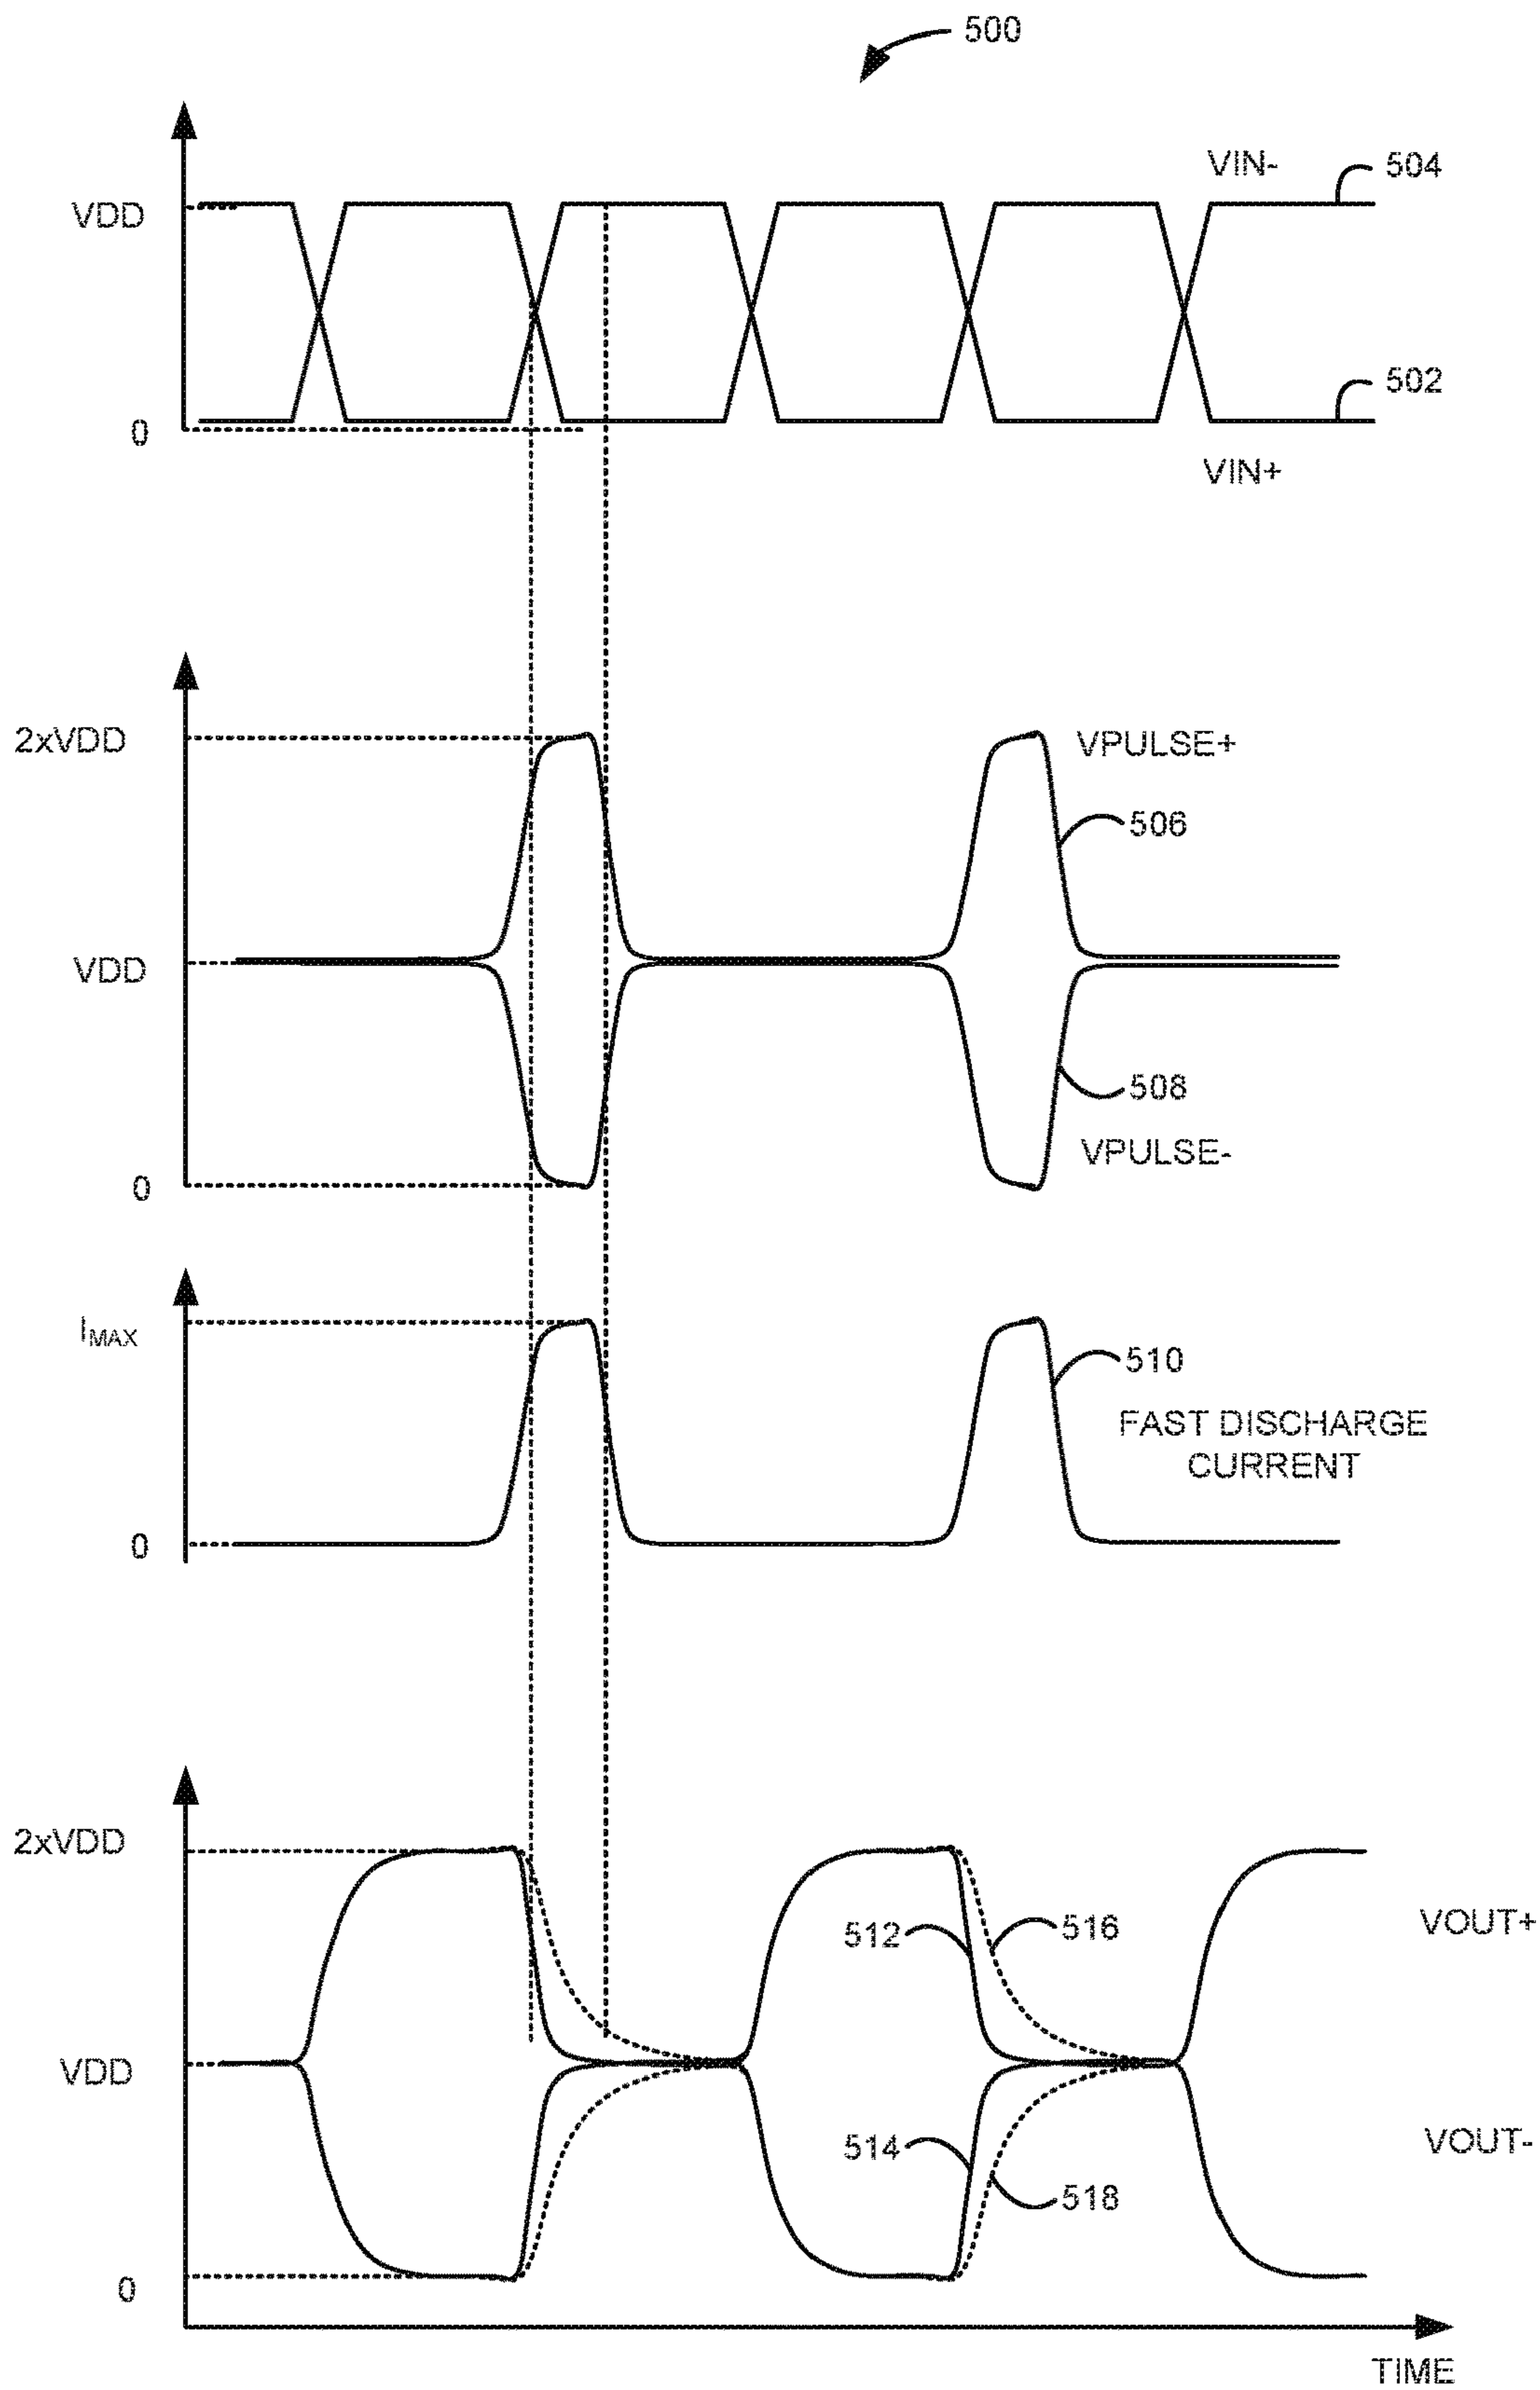 500
VIN-
504
VDD
502
0
VIN+
2xVDD
VPULSE+
506
VDD
508
VPULSE-
0
IMAX
510
FAST DISCHARGE
CURRENT
0
2xVDD
512
516
VOUT+
VDD
514
VOUT-
518
0
TIME